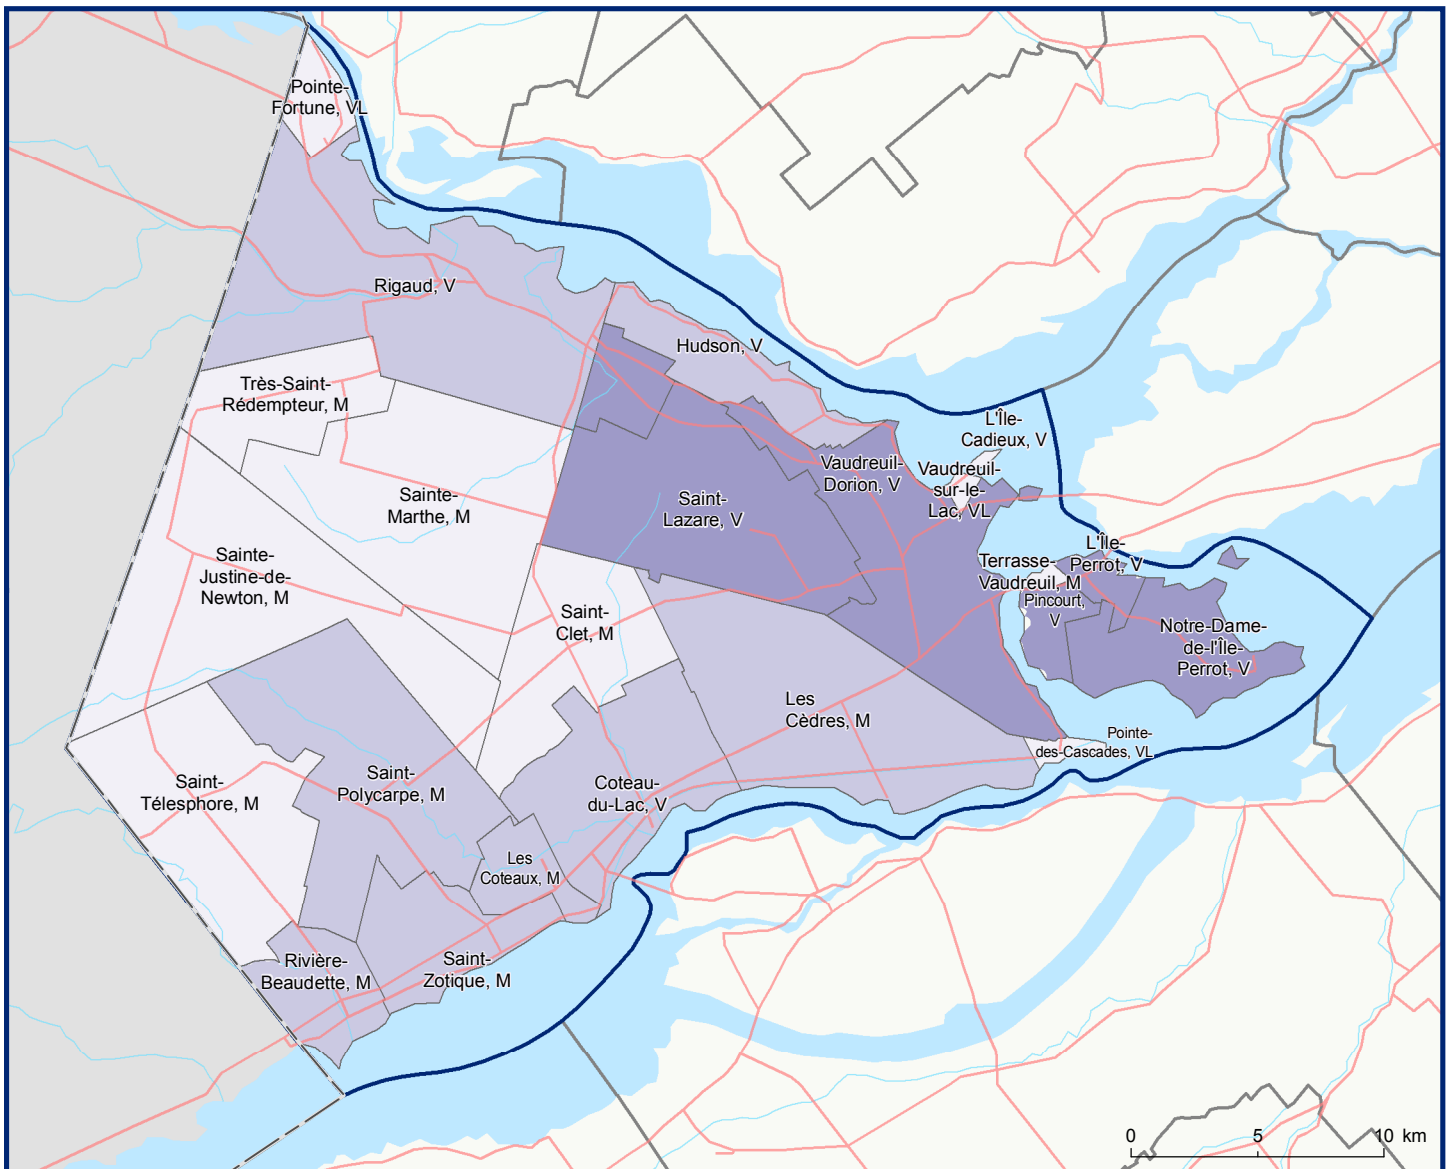 Pointe-
Fortune, VL
Rigaud, V
Hudson, V
Très-Saint-
Rédempteur, M
L'Île-
Cadieux, V
Vaudreuil-
Dorion, V
Vaudreuil-
sur-le-
Lac, VL
Sainte-
Marthe, M
Saint-
Lazare, V
L'Île-
Perrot, V
Terrasse-
Vaudreuil, M
Sainte-
Justine-de-
Newton, M
Pincourt,
V
Saint-
Clet, M
Notre-Dame-
de-l'Île-
Perrot, V
Les
Cèdres, M
Pointe-
des-Cascades, VL
Saint-
Télesphore, M
Saint-
Polycarpe, M
Coteau-
du-Lac, V
Les
Coteaux, M
Rivière-
Beaudette, M
Saint-
Zotique, M
0 5 10 km